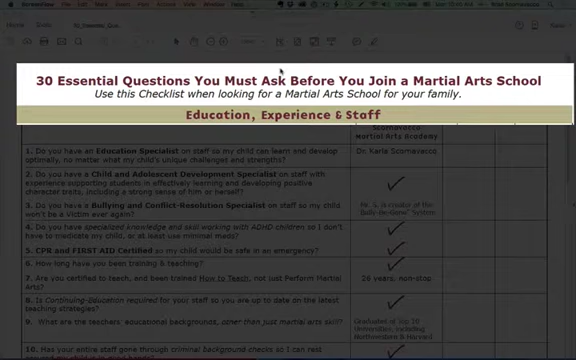 30 Essential Questions You Must Ask Before You Join a Martial Arts School
Use this Checklist when looking for a Martial Arts School for your family.
Education, Experience & Staff
Scornavacco
Martial Arts Academy
1. Do you have an Education Specialist on staff so my child can learn and develop
optimally, no matter what my child's unique challenges and strengths?
Dr. Karla Scornavacco
2. Do you have a Child and Adolescent Development Specialist on staff with
experience supporting students in effectively learning and developing positive
character traits, including a strong sense of him or herself?
3. Do you have a Bullying and Conflict-Resolution Specialist on staff so my child
won't be a Victim ever again?
"Bully-Be-Gone" System
4. Do you have specialized knowledge and skill working with ADHD children so I don't
have to medicate my child, or at least use minimal meds?
5. CPR and FIRST AID Certified so my child would be safe in an emergency?
6. How long have you been training & teaching?
7. Are you certified to teach, and been trained How to Teach, not just Perform Martial
Arts?
26 years, non-stop
8. Is Continuing-Education required for your staff so you are up to date on the latest
teaching strategies?
9. What are the teachers' educational backgrounds, other than just martial arts skill?
Graduates of Top 20
Universities, including
Northwestern & Harvard
10. Has your entire staff gone through criminal background checks so I can rest